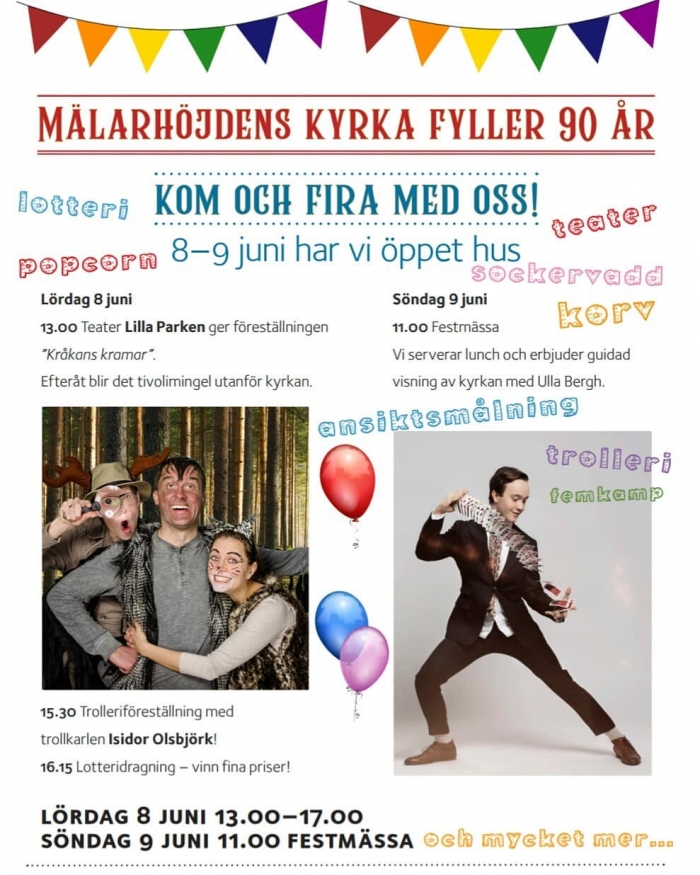 MÄLARHÖJDENS KYRKA FYLLER 90 ÅR
lotteri
KOM OCH FIRA MED OSS!
teater
popcorn
8–9 juni har vi öppet hus
sockervadd
Lördag 8 juni
13.00 Teater Lilla Parken ger föreställningen
"Kråkans kramar".
Efteråt blir det tivolimingel utanför kyrkan.
Söndag 9 juni
korv
11.00 Festmässa
Vi serverar lunch och erbjuder guidad
visning av kyrkan med Ulla Bergh.
ansiktsmålning
trolleri
femkamp
15.30 Trolleriföreställning med
trollkarlen Isidor Olsbjörk!
16.15 Lotteridragning – vinn fina priser!
LÖRDAG 8 JUNI 13.00–17.00
SÖNDAG 9 JUNI 11.00 FESTMÄSSA
och mycket mer...